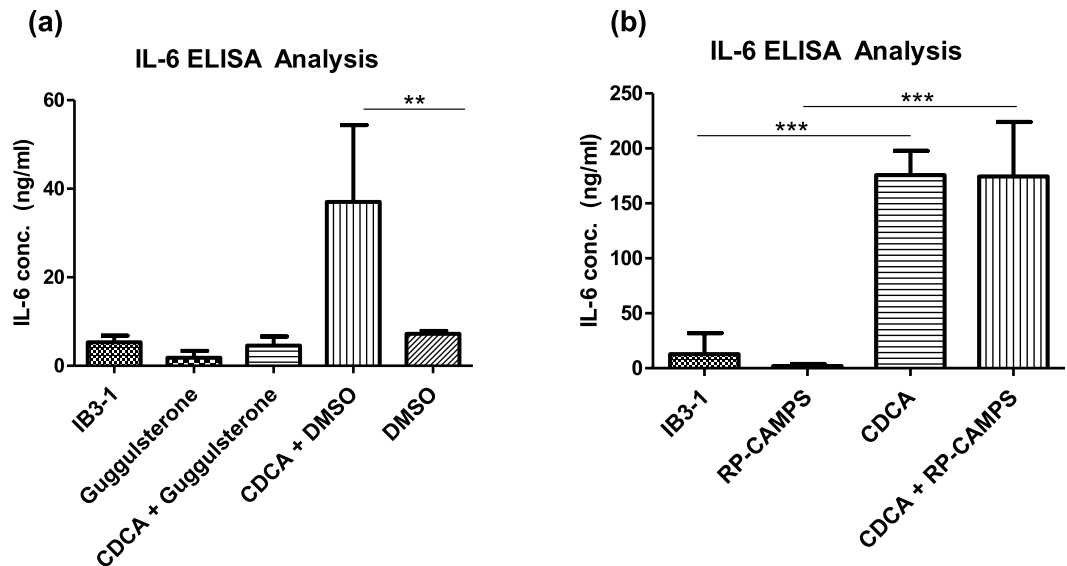 (a)
IL-6 ELISA Analysis
IL-6 conc. (ng/ml)
60
40
20
0
**
IB3-1
Guggulsterone
CDCA + Guggulsterone
CDCA + DMSO
DMSO
(b)
IL-6 ELISA Analysis
IL-6 conc. (ng/ml)
250
200
150
100
50
0
***
***
IB3-1
RP-CAMPS
CDCA
CDCA + RP-CAMPS